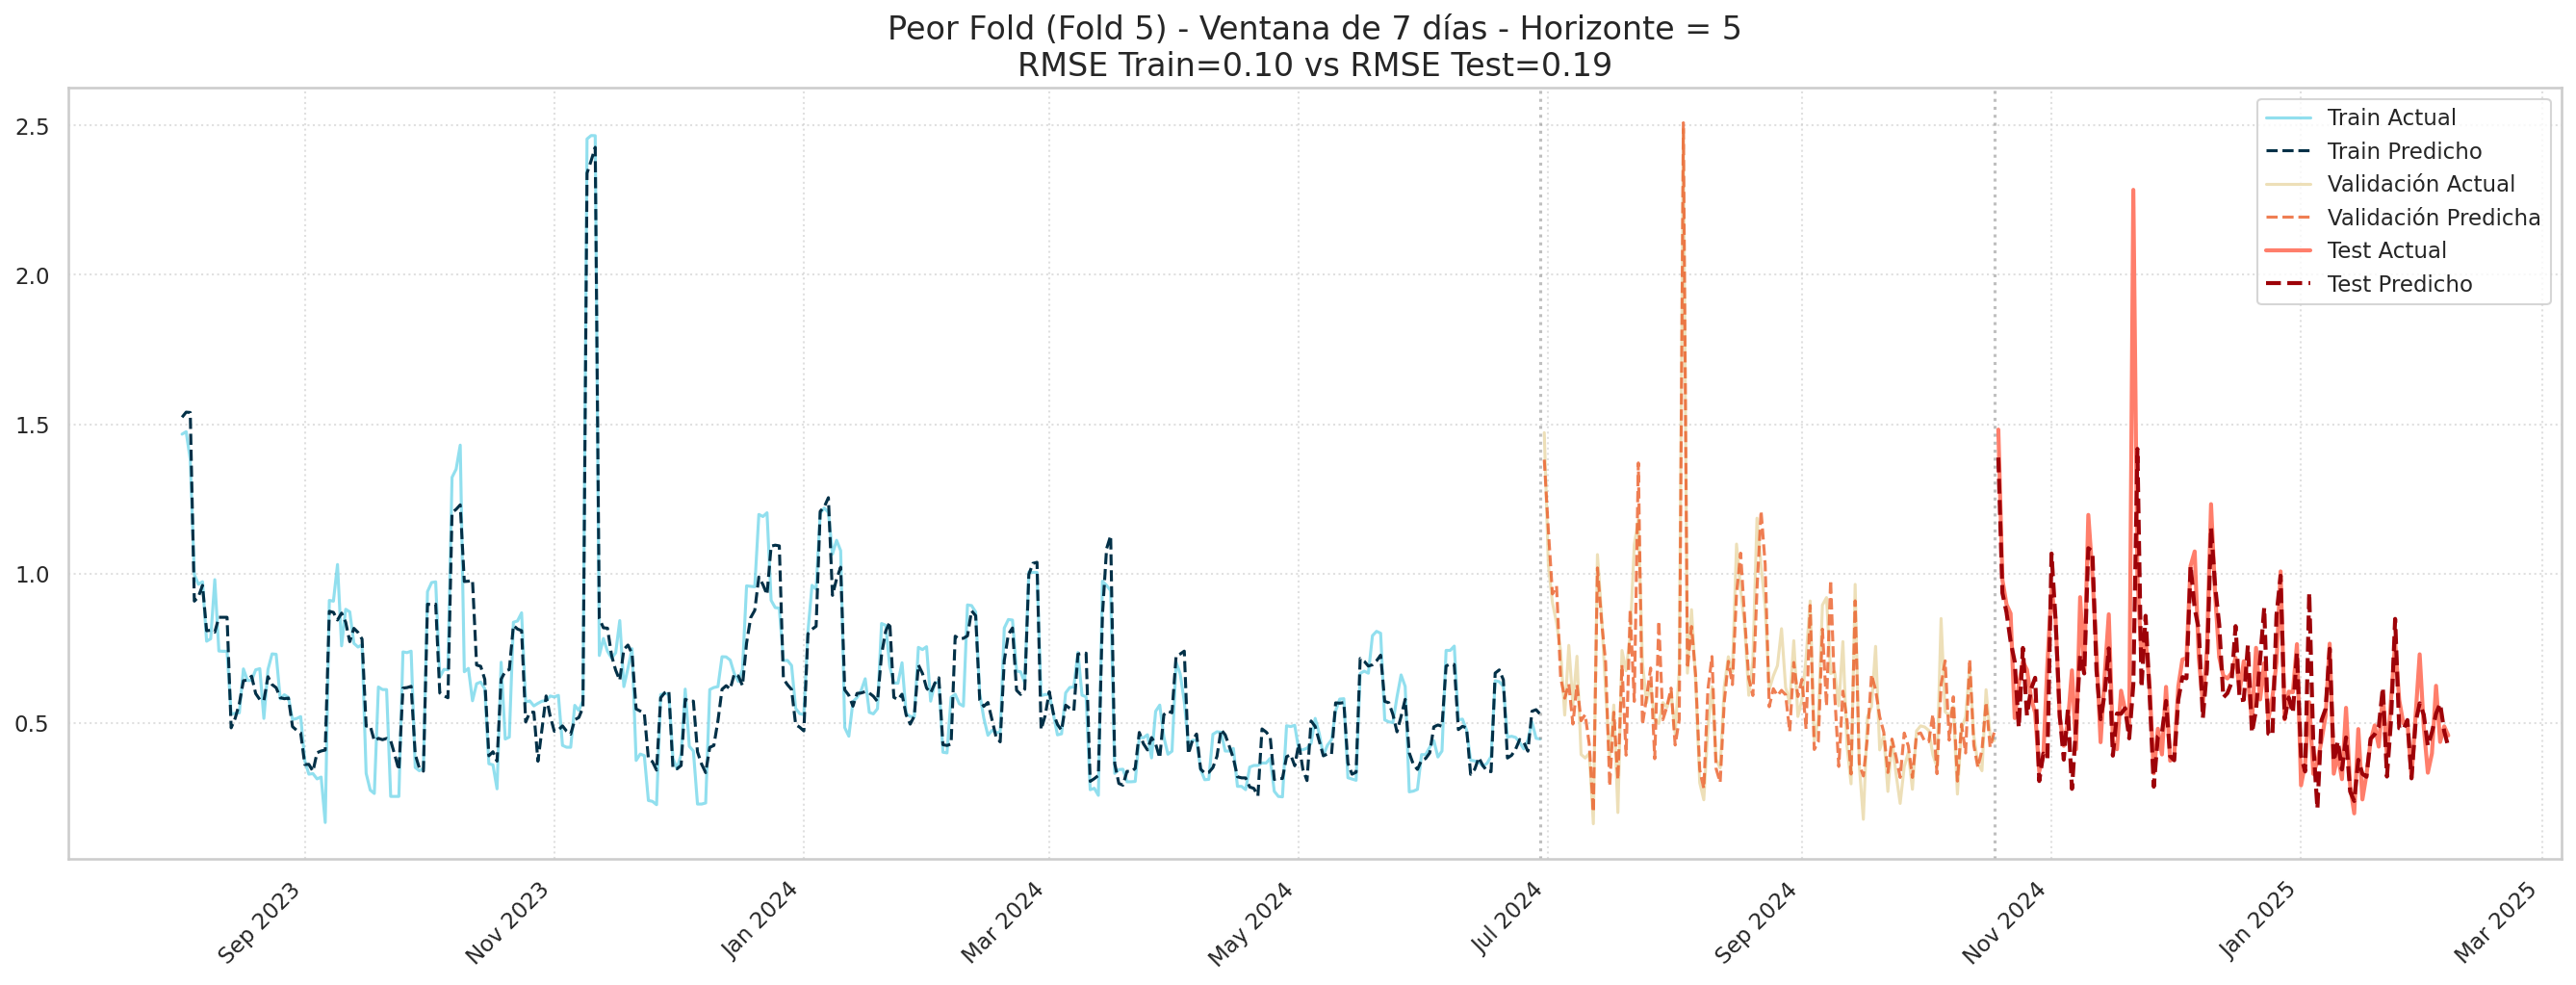 Peor Fold (Fold 5) - Ventana de 7 días - Horizonte = 5
RMSE Train=0.10 vs RMSE Test=0.19
2.5
2.0
1.5
1.0
0.5
Train Actual
Train Predicho
Validación Actual
Validación Predicha
Test Actual
Test Predicho
Sep 2023
Nov 2023
Jan 2024
Mar 2024
May 2024
Jul 2024
Sep 2024
Nov 2024
Jan 2025
Mar 2025